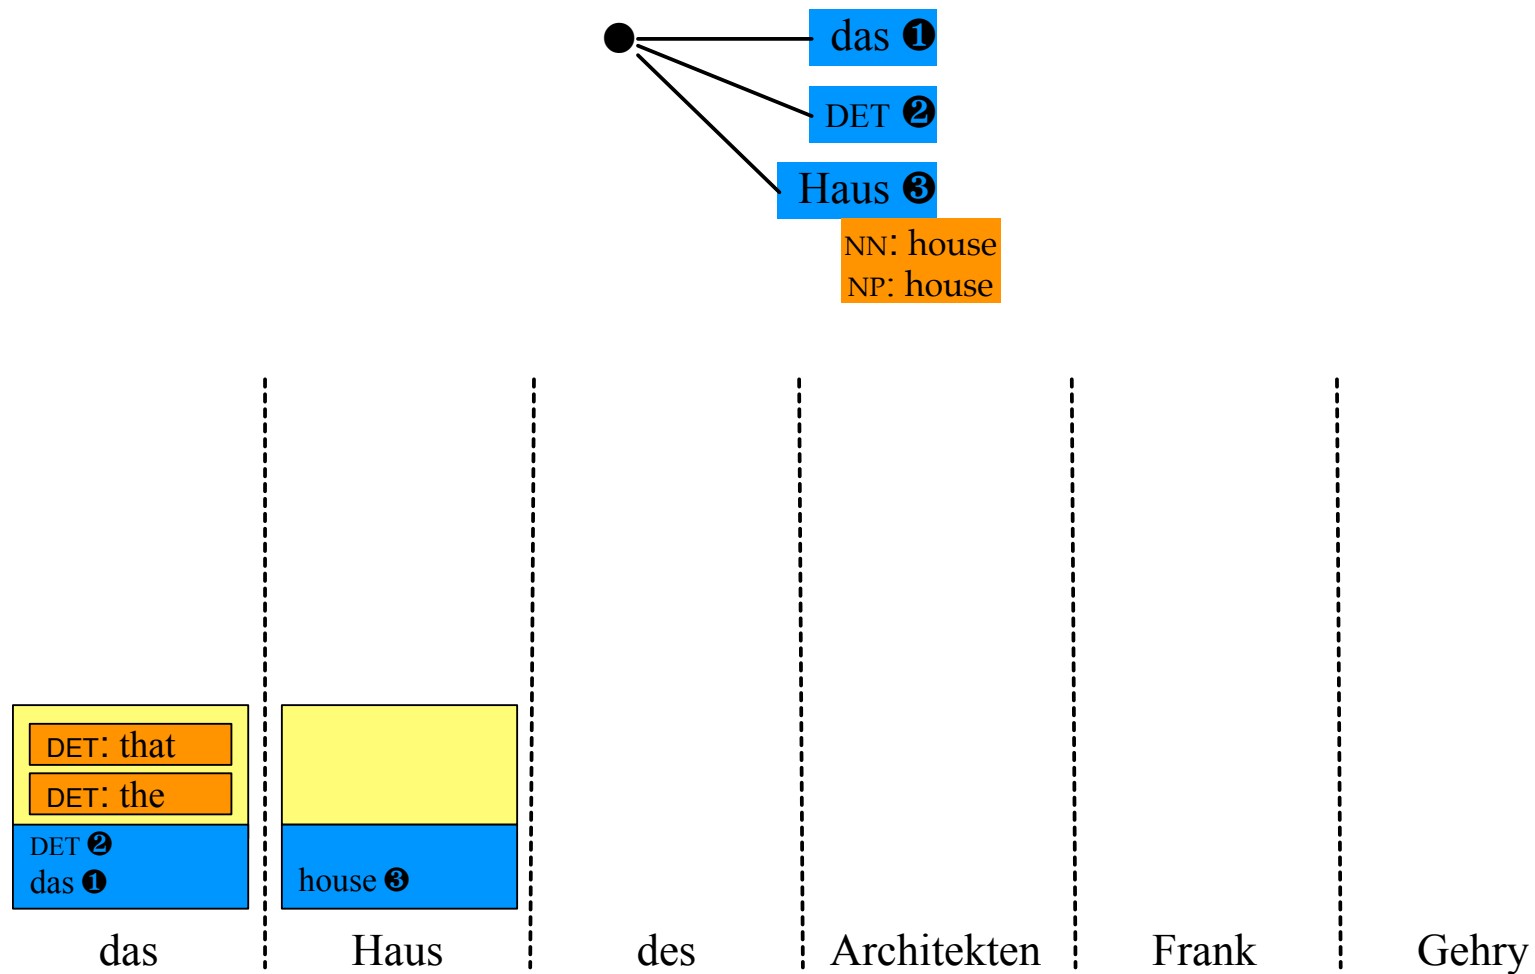 das ❶
DET ❷
Haus ❸
NN: house
NP: house
DET: that
DET: the
DET ❷
das ❶
house ❸
das Haus des Architekten Frank Gehry